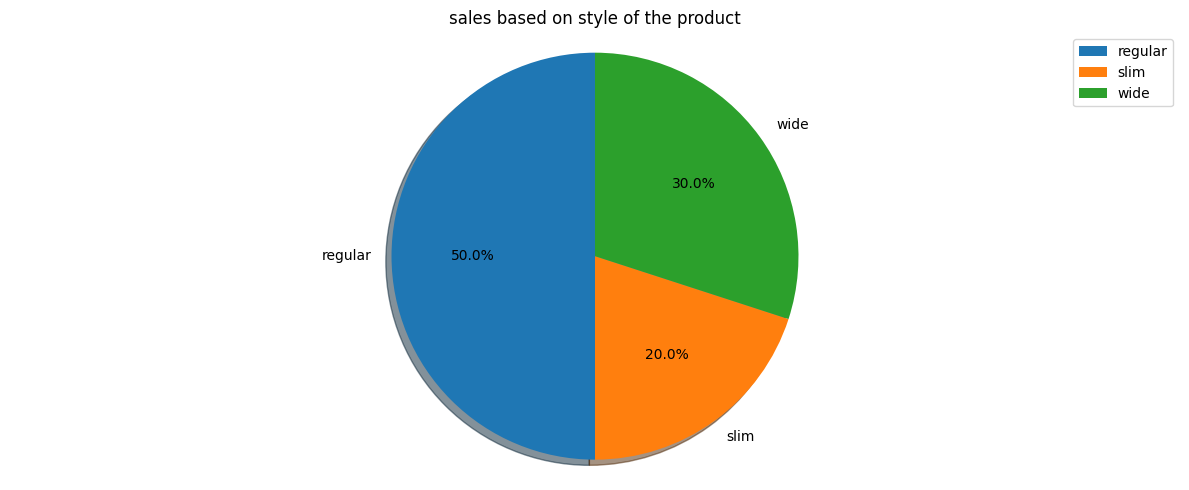 sales based on style of the product
regular
slim
wide
wide
30.0%
regular
50.0%
20.0%
slim